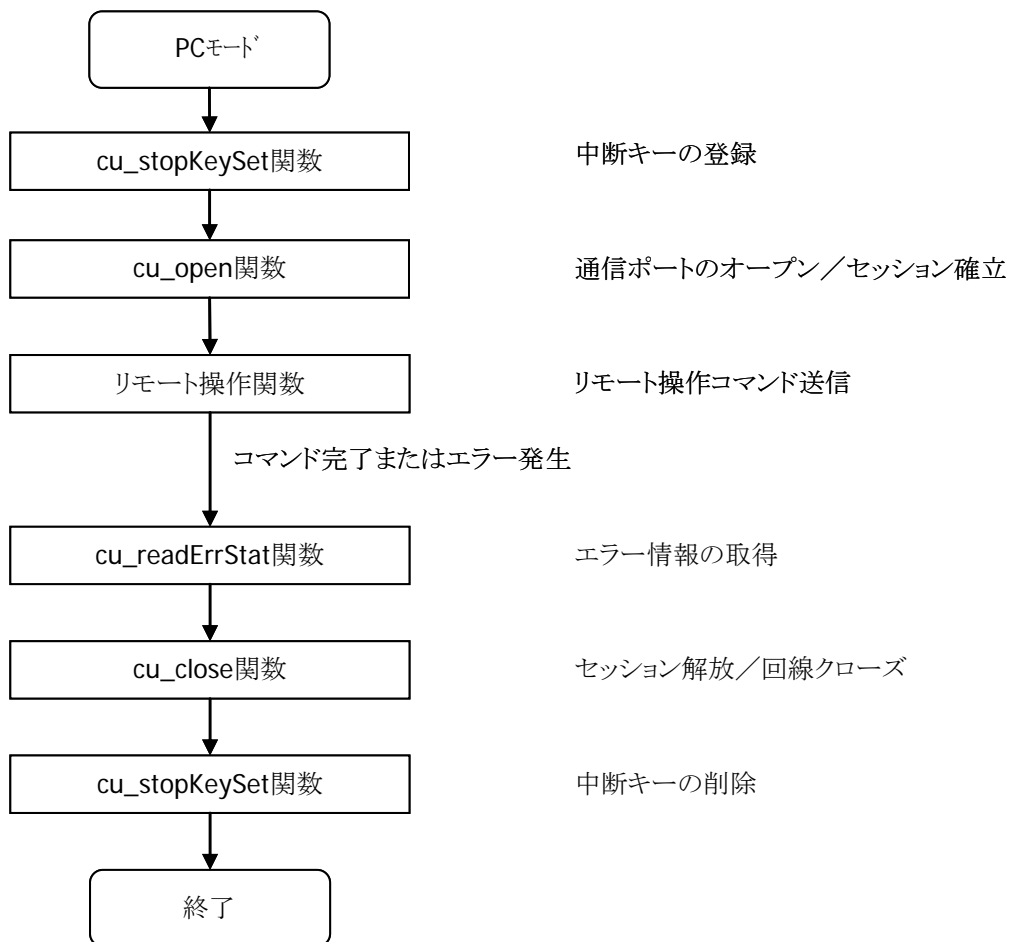 PCﾓｰﾄﾞ
cu_stopKeySet関数
中断キーの登録
cu_open関数
通信ポートのオープン／セッション確立
リモート操作関数
リモート操作コマンド送信
コマンド完了またはエラー発生
cu_readErrStat関数
エラー情報の取得
cu_close関数
セッション解放／回線クローズ
cu_stopKeySet関数
中断キーの削除
終了